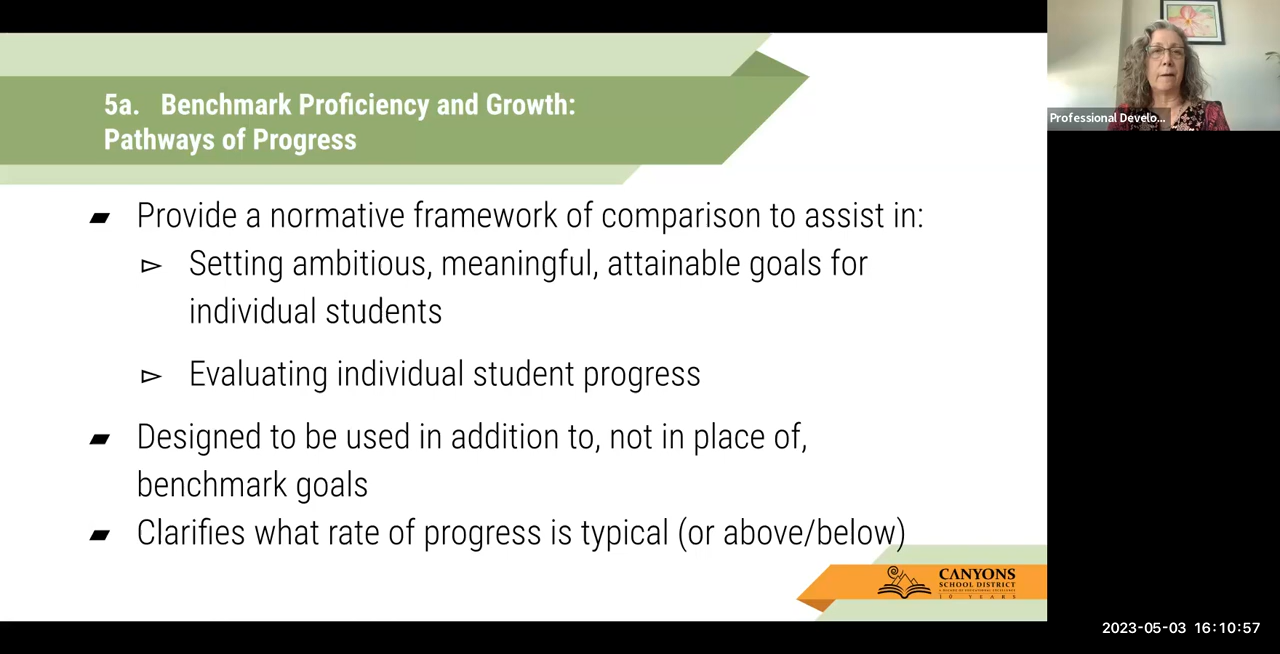 5a. Benchmark Proficiency and Growth:
Pathways of Progress
Provide a normative framework of comparison to assist in:
Setting ambitious, meaningful, attainable goals for
individual students
Evaluating individual student progress
Designed to be used in addition to, not in place of,
benchmark goals
Clarifies what rate of progress is typical (or above/below)
CANYONS
SCHOOL DISTRICT
10 YEARS
Professional Develo...
2023-05-03 16:10:57